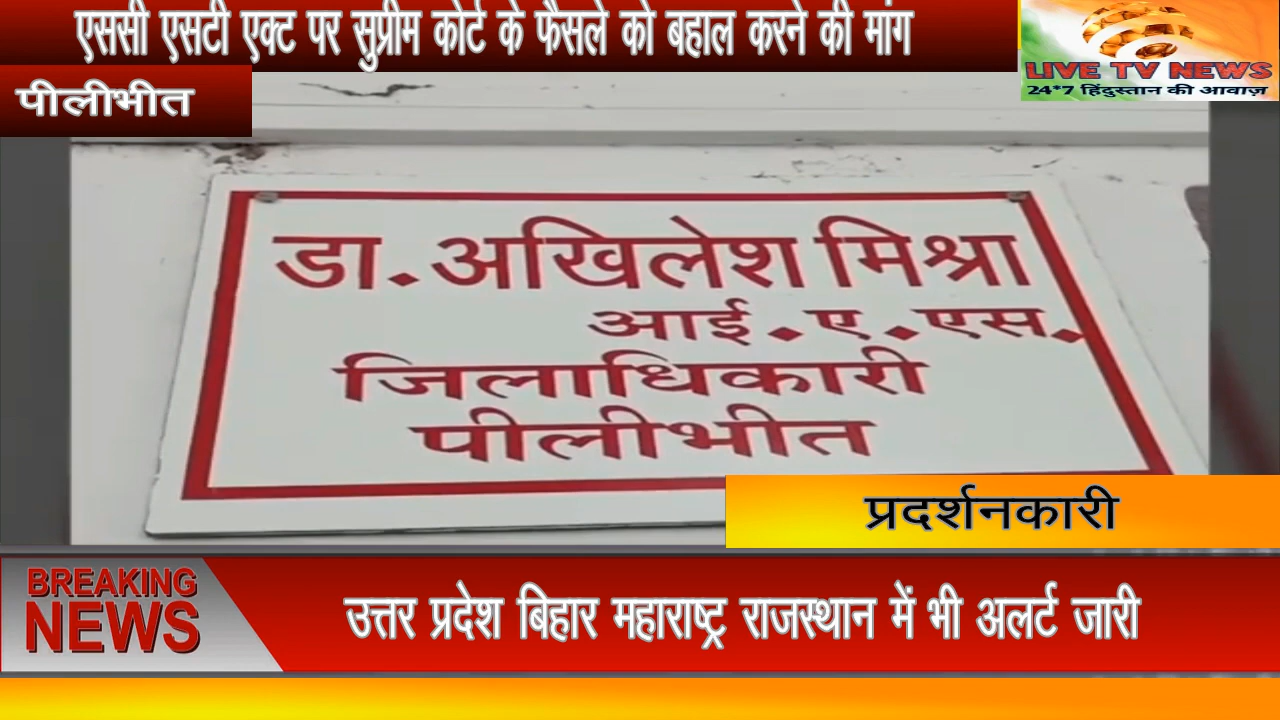 एससी एसटी एक्ट पर सुप्रीम कोर्ट के फैसले को बहाल करने की मांग
LIVE TV NEWS
24*7 हिंदुस्तान की आवाज़
पीलीभीत
डा. अखिलेश मिश्रा
आई.ए.एस.
जिलाधिकारी
पीलीभीत
प्रदर्शनकारी
BREAKING
NEWS
उत्तर प्रदेश बिहार महाराष्ट्र राजस्थान में भी अलर्ट जारी